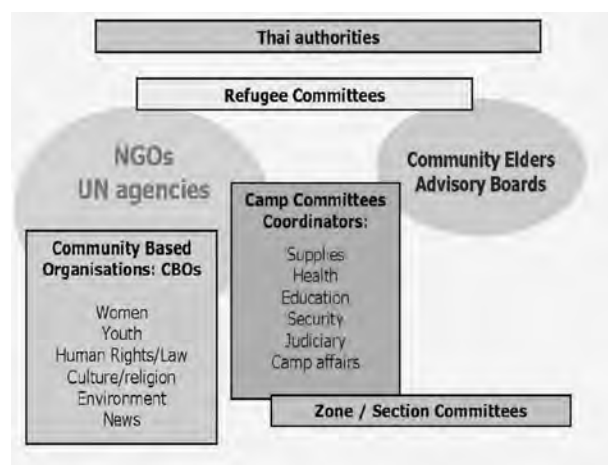 Thai authorities
Refugee Committees
NGOs
UN agencies
Community Elders
Advisory Boards
Camp Committees
Coordinators:
Supplies
Health
Education
Security
Judiciary
Camp affairs
Community Based
Organisations: CBOs
Women
Youth
Human Rights/Law
Culture/religion
Environment
News
Zone / Section Committees